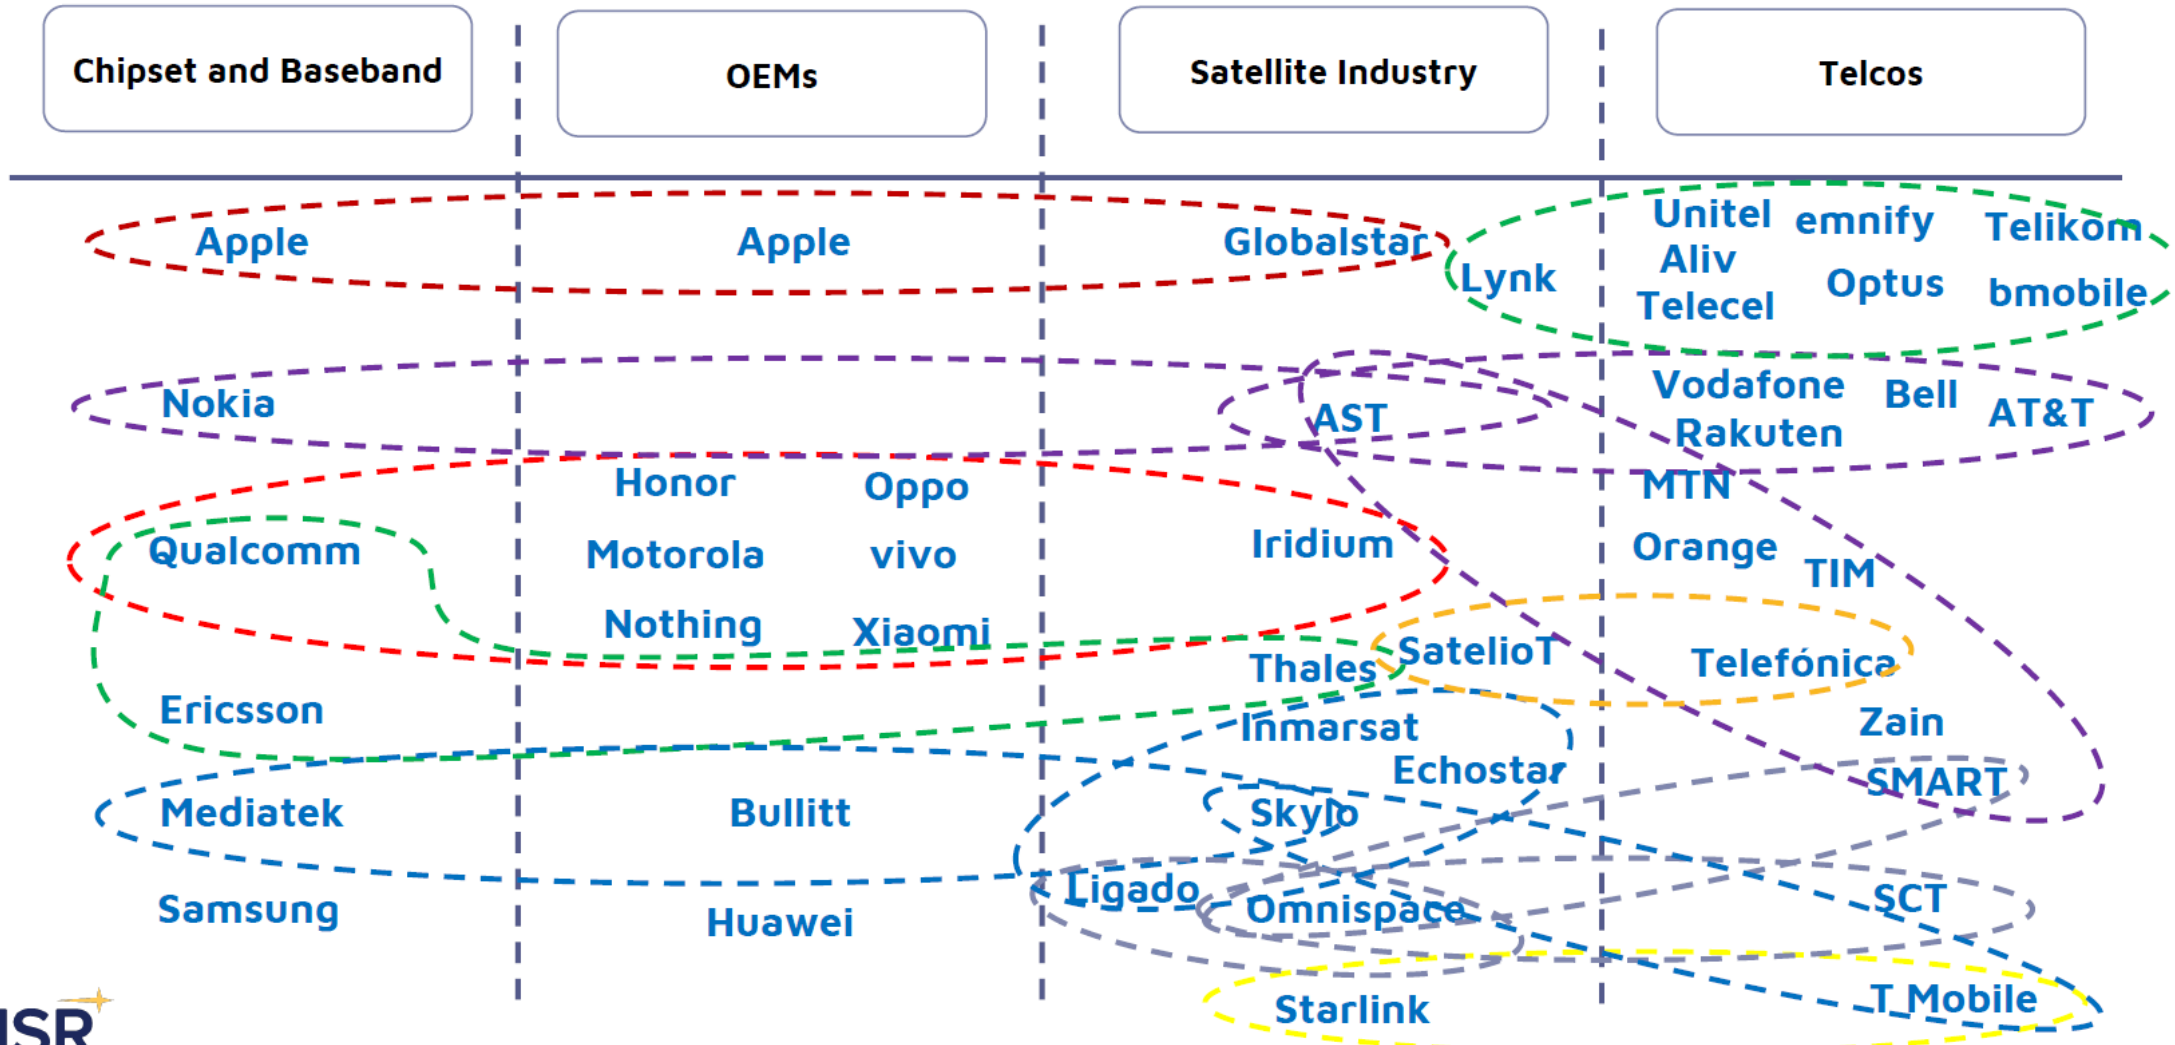 Chipset and Baseband
OEMs
Satellite Industry
Telcos
Apple
Apple
Globalstar
Lynk
Unitel
emnify
Telikom
Aliv
Optus
bmobile
Telecel
Nokia
AST
Vodafone
Bell
AT&T
Rakuten
Honor
Oppo
MTN
Qualcomm
Motorola
vivo
Iridium
Orange
TIM
Nothing
Xiaomi
Thales
SatelioT
Telefónica
Ericsson
Inmarsat
Echostar
Zain
SMART
Mediatek
Bullitt
Skylo
Samsung
Huawei
Ligado
Omnispace
SCT
Starlink
T Mobile